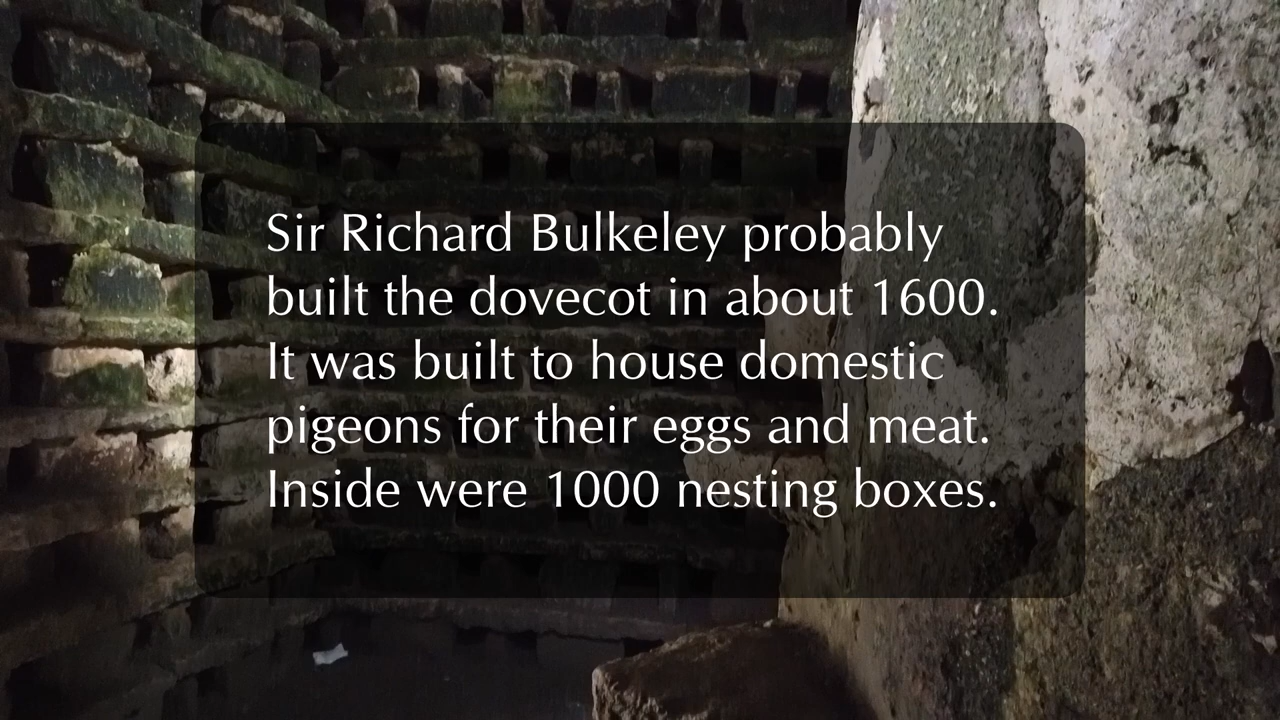 Sir Richard Bulkeley probably
built the dovecot in about 1600.
It was built to house domestic
pigeons for their eggs and meat.
Inside were 1000 nesting boxes.